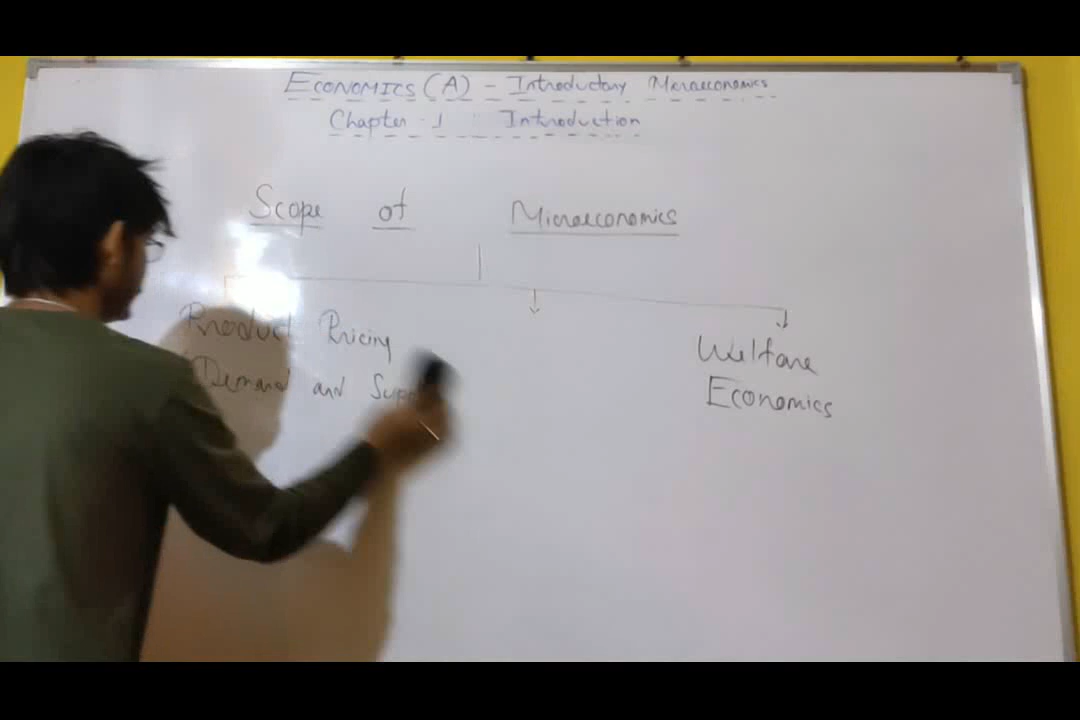 ECONOMICS (A) - Introductory Microeconomics
Chapter - 1 : Introduction
Scope of Microeconomics
Product Pricing
Demand and
Welfare
Economics